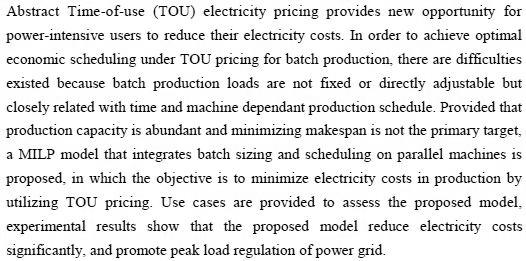 Abstract Time-of-use (TOU) electricity pricing provides new opportunity for
power-intensive users to reduce their electricity costs. In order to achieve optimal
economic scheduling under TOU pricing for batch production, there are difficulties
existed because batch production loads are not fixed or directly adjustable but
closely related with time and machine dependant production schedule. Provided that
production capacity is abundant and minimizing makespan is not the primary target,
a MILP model that integrates batch sizing and scheduling on parallel machines is
proposed, in which the objective is to minimize electricity costs in production by
utilizing TOU pricing. Use cases are provided to assess the proposed model,
experimental results show that the proposed model reduce electricity costs
significantly, and promote peak load regulation of power grid.